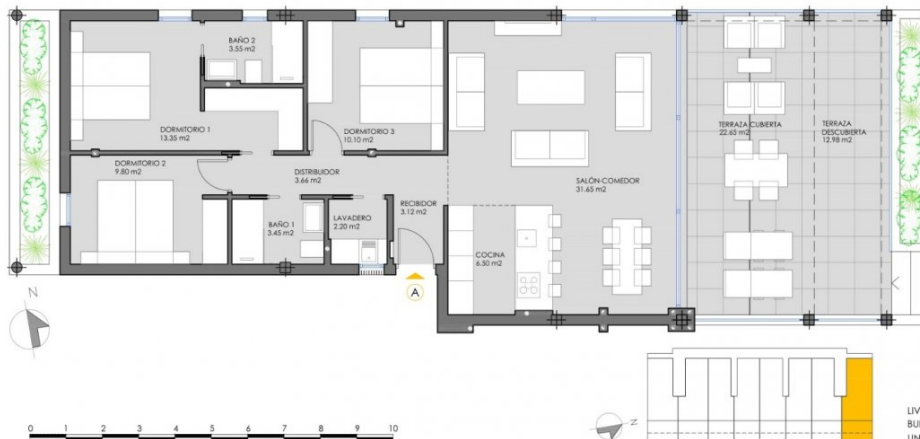 BAÑO 2
3.55 m2
DORMITORIO 1
13.35 m2
DORMITORIO 3
10.10 m2
DORMITORIO 2
9.80 m2
DISTRIBUIDOR
3.66 m2
BAÑO 1
3.45 m2
LAVADERO
2.20 m2
RECIBIDOR
3.12 m2
SALÓN-COMEDOR
31.65 m2
COCINA
6.50 m2
TERRAZA CUBIERTA
22.65 m2
TERRAZA
DESCUBIERTA
12.98 m2
A
N
0 1 2 3 4 5 6 7 8 9 10
N
LIV